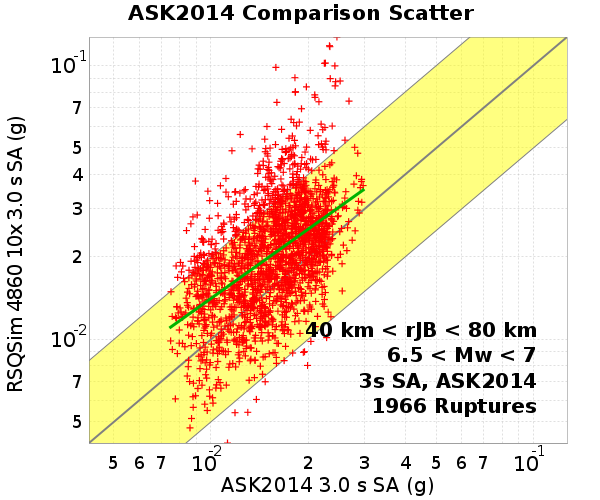 ASK2014 Comparison Scatter
RSQSim 4860 10x 3.0 s SA (g)
10-1
7
5
4
3
2
10-2
7
5
40 km < rJB < 80 km
6.5 < Mw < 7
3s SA, ASK2014
1966 Ruptures
5 6 7 10-2 2 3 4 5 6 7 10-1
ASK2014 3.0 s SA (g)